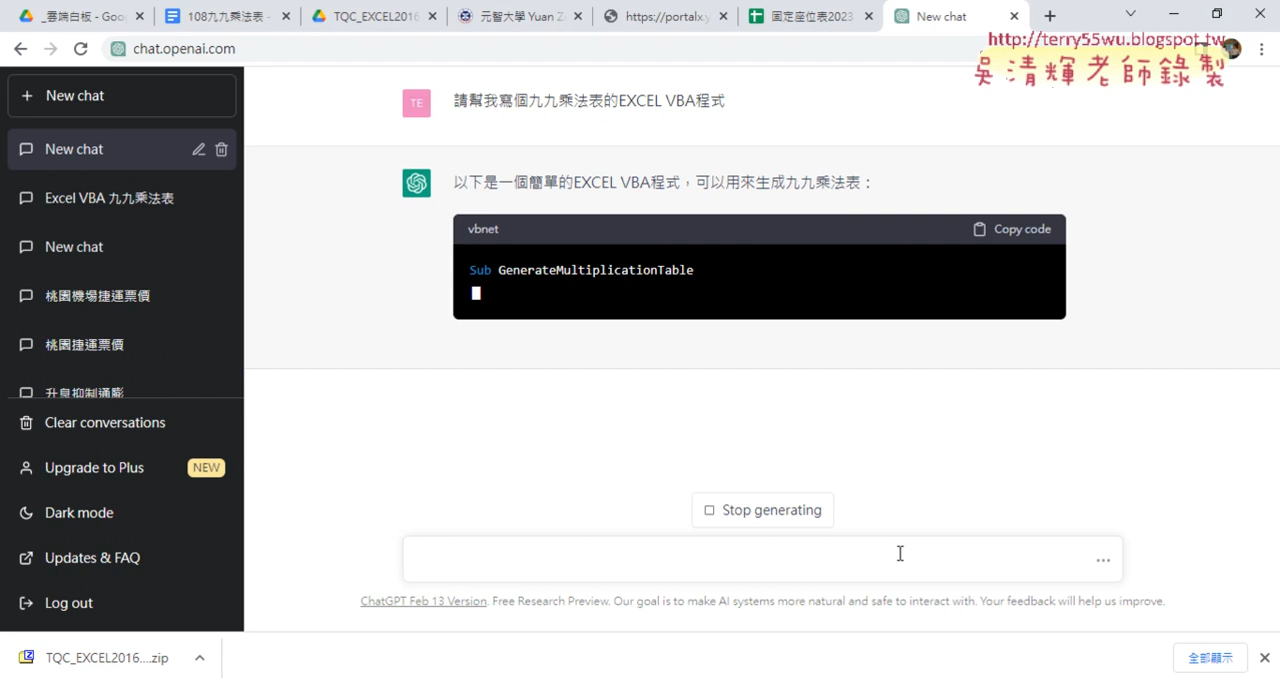 _雲端白板 - Goo
108九九乘法表 -
TQC_EXCEL2016
元智大學 Yuan Z
https://portalx.y
固定座位表2023
New chat
chat.openai.com
http://terry55wu.blogspot.tw
吳清輝老師錄製
New chat
New chat
Excel VBA 九九乘法表
New chat
桃園機場捷運票價
桃園捷運票價
升息抑制通膨
Clear conversations
Upgrade to Plus
NEW
Dark mode
Updates & FAQ
Log out
TE
請幫我寫個九九乘法表的EXCEL VBA程式
以下是一個簡單的EXCEL VBA程式，可以用來生成九九乘法表：
vbnet
Copy code
Sub GenerateMultiplicationTable
Stop generating
ChatGPT Feb 13 Version. Free Research Preview. Our goal is to make AI systems more natural and safe to interact with. Your feedback will help us improve.
TQC_EXCEL2016....zip
全部顯示